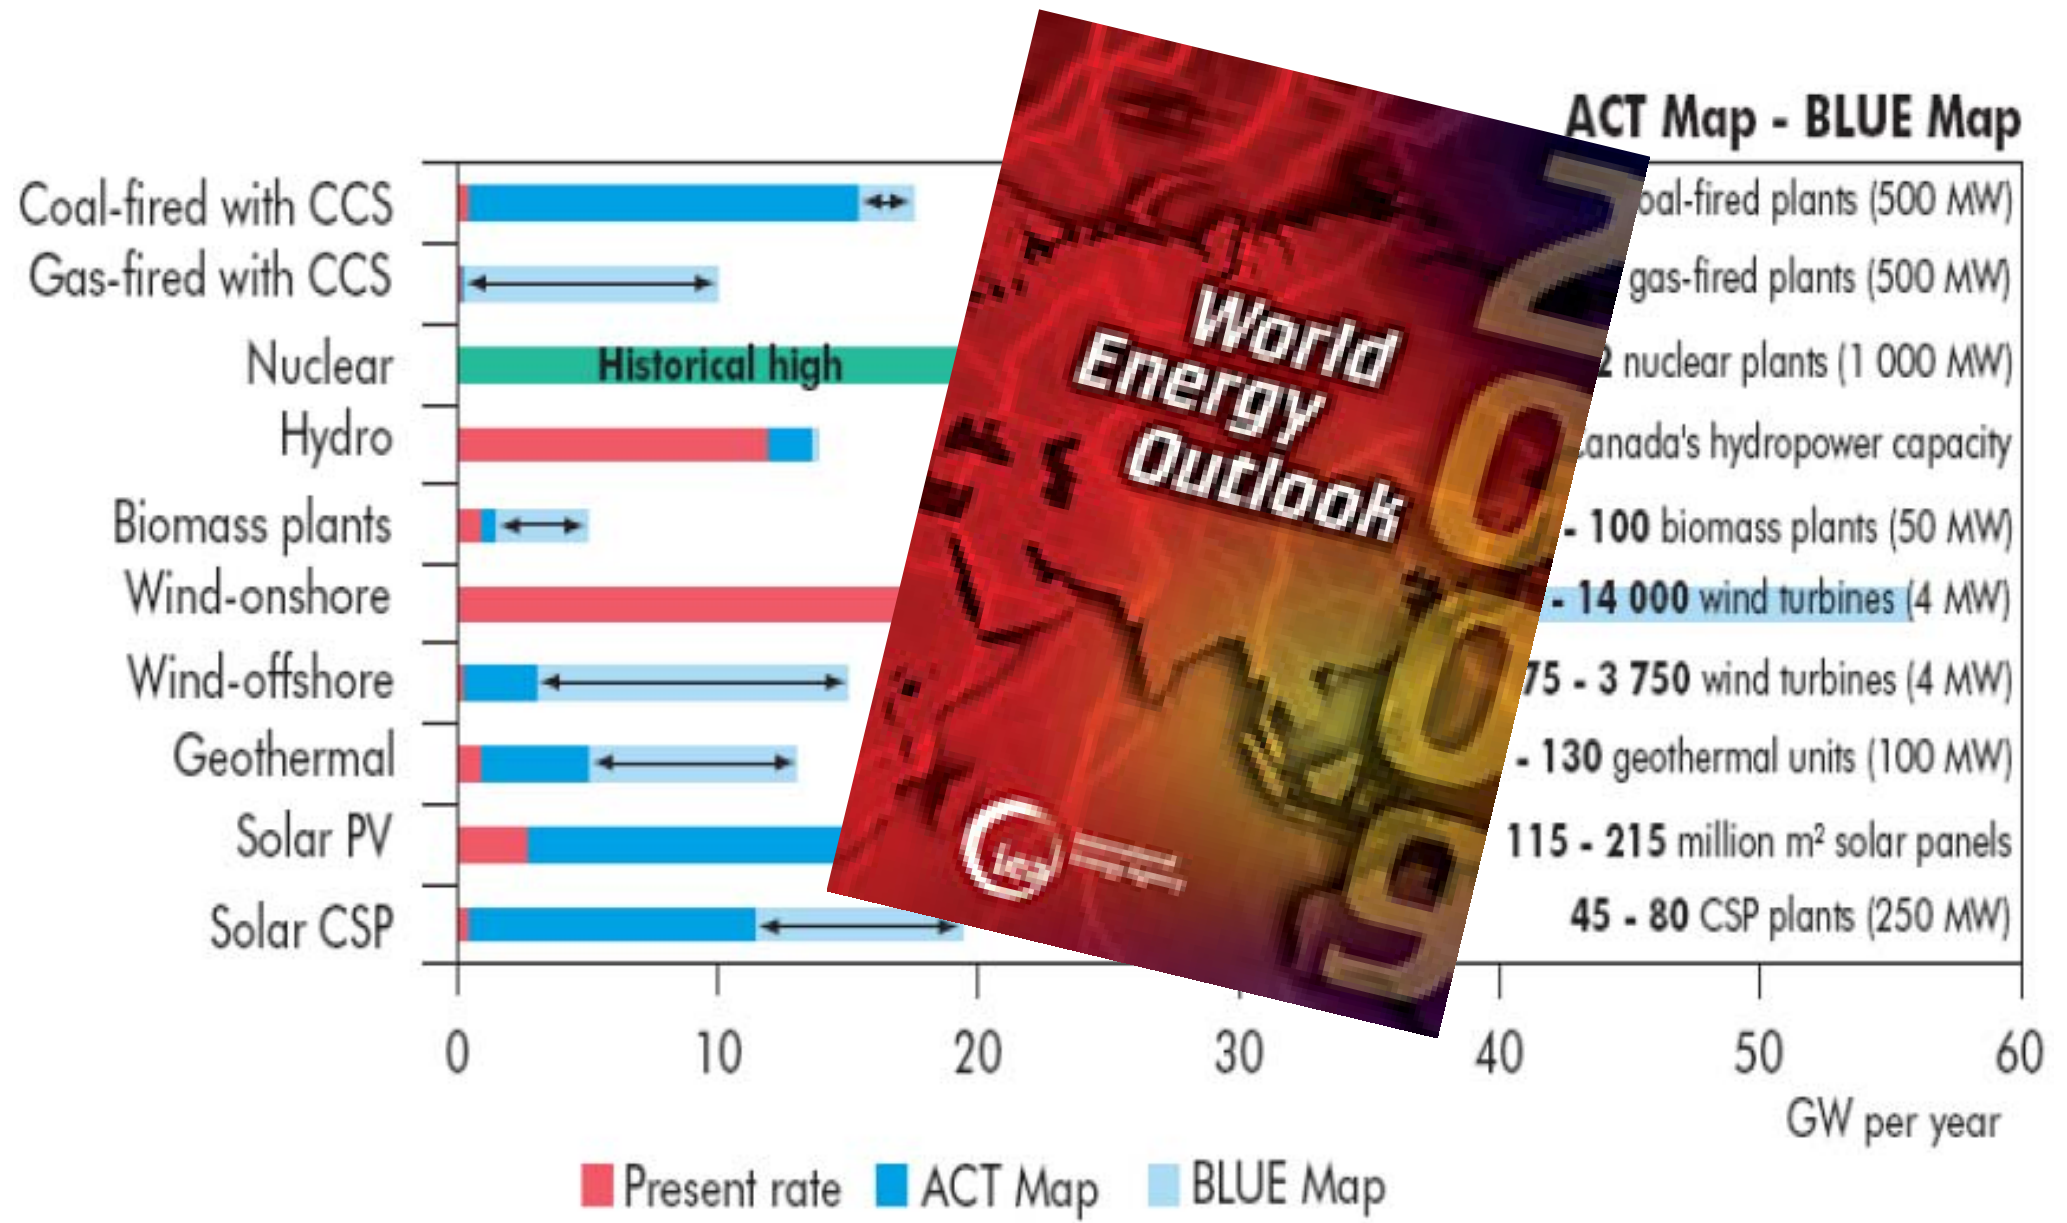 ACT Map - BLUE Map
Coal-fired with CCS
oal-fired plants (500 MW)
Gas-fired with CCS
gas-fired plants (500 MW)
Nuclear
Historical high
2 nuclear plants (1 000 MW)
Hydro
anada's hydropower capacity
Biomass plants
- 100 biomass plants (50 MW)
Wind-onshore
- 14 000 wind turbines (4 MW)
Wind-offshore
75 - 3 750 wind turbines (4 MW)
Geothermal
- 130 geothermal units (100 MW)
Solar PV
115 - 215 million m² solar panels
Solar CSP
45 - 80 CSP plants (250 MW)
World
Energy
Outlook
2009
iea
0 10 20 30 40 50 60
GW per year
Present rate ACT Map BLUE Map